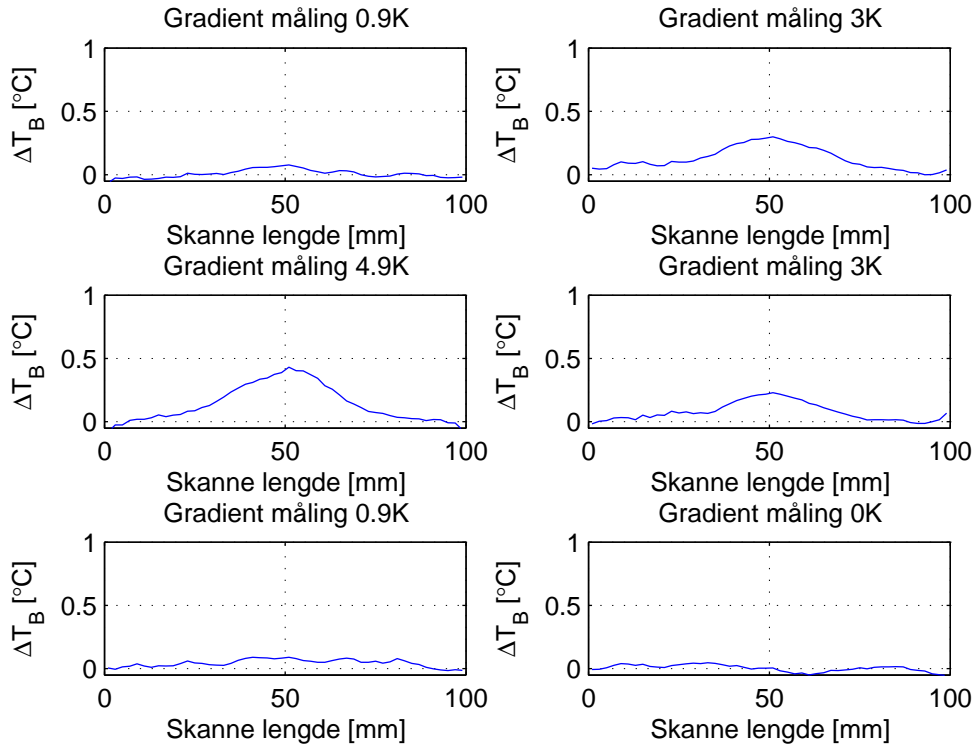 Gradient måling 0.9K
1
0.5
0
ΔT_B [°C]
0 50 100
Skanne lengde [mm]
Gradient måling 3K
1
0.5
0
ΔT_B [°C]
0 50 100
Skanne lengde [mm]
Gradient måling 4.9K
1
0.5
0
ΔT_B [°C]
0 50 100
Skanne lengde [mm]
Gradient måling 3K
1
0.5
0
ΔT_B [°C]
0 50 100
Skanne lengde [mm]
Gradient måling 0.9K
1
0.5
0
ΔT_B [°C]
0 50 100
Skanne lengde [mm]
Gradient måling 0K
1
0.5
0
ΔT_B [°C]
0 50 100
Skanne lengde [mm]